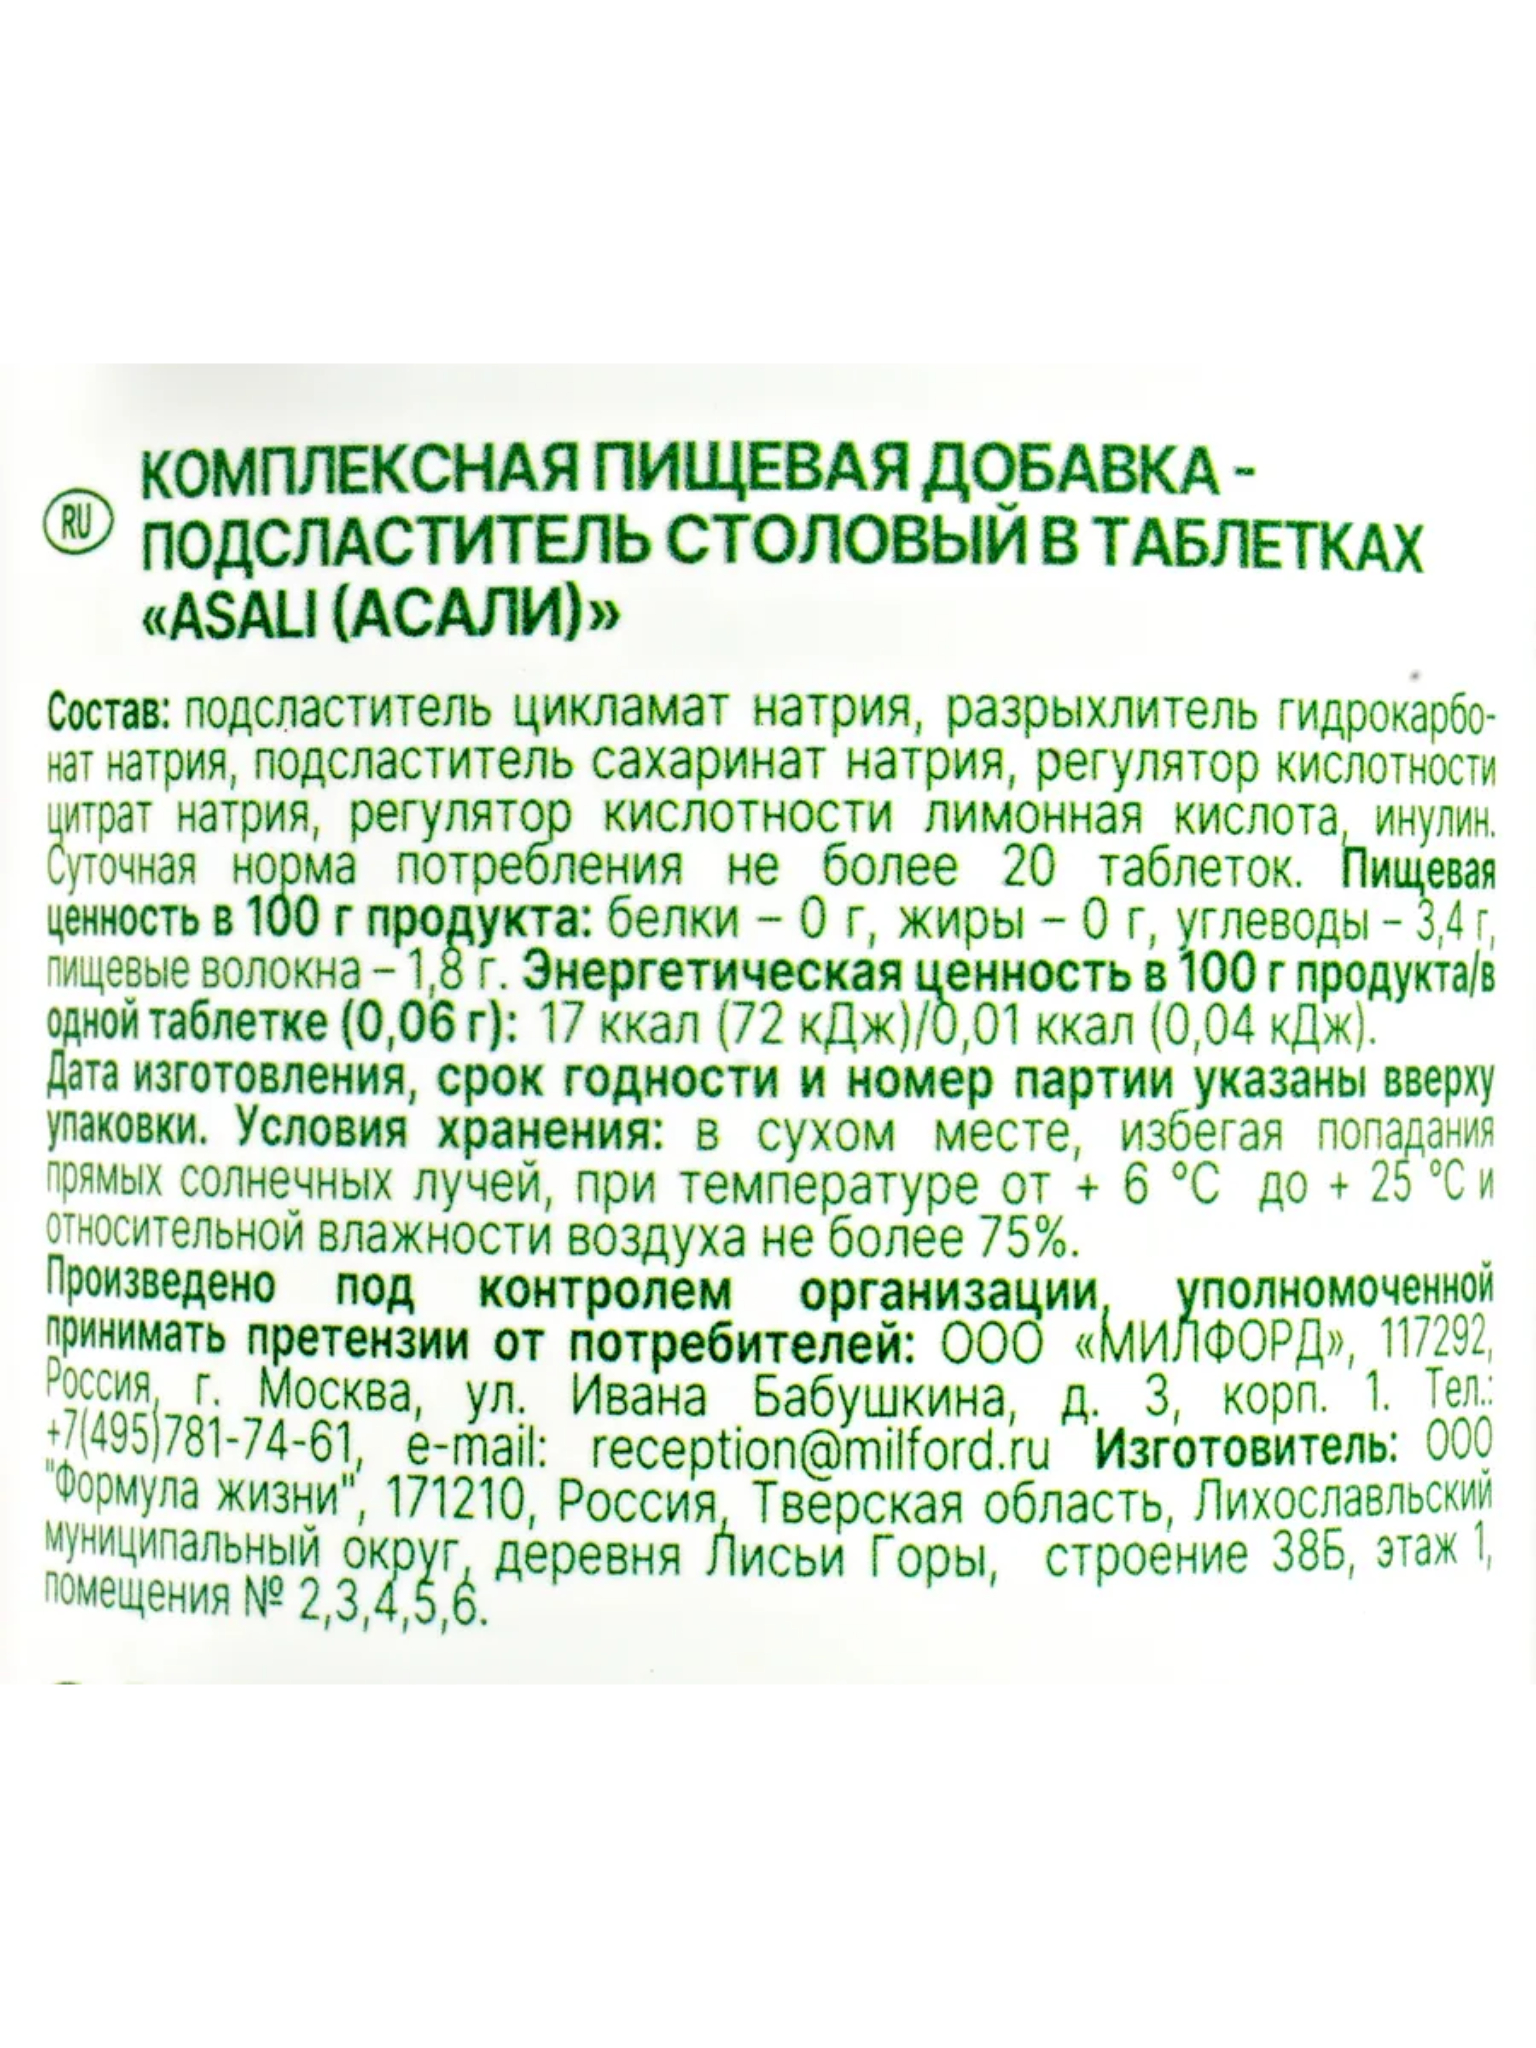 RU
КОМПЛЕКСНАЯ ПИЩЕВАЯ ДОБАВКА -
ПОДСЛАСТИТЕЛЬ СТОЛОВЫЙ В ТАБЛЕТКАХ
«ASALI (АСАЛИ)»
Состав: подсластитель цикламат натрия, разрыхлитель гидрокарбо-
нат натрия, подсластитель сахаринат натрия, регулятор кислотности
цитрат натрия, регулятор кислотности лимонная кислота, инулин.
Суточная норма потребления не более 20 таблеток. Пищевая
ценность в 100 г продукта: белки – 0 г, жиры – 0 г, углеводы – 3,4 г,
пищевые волокна – 1,8 г. Энергетическая ценность в 100 г продукта/в
одной таблетке (0,06 г): 17 ккал (72 кДж)/0,01 ккал (0,04 кДж).
Дата изготовления, срок годности и номер партии указаны вверху
упаковки. Условия хранения: в сухом месте, избегая попадания
прямых солнечных лучей, при температуре от + 6 °С до + 25 °С и
относительной влажности воздуха не более 75%.
Произведено под контролем организации, уполномоченной
принимать претензии от потребителей: ООО «МИЛФОРД», 117292,
Россия, г. Москва, ул. Ивана Бабушкина, д. 3, корп. 1. Тел.:
+7(495)781-74-61, e-mail: reception@milford.ru Изготовитель: ООО
"Формула жизни", 171210, Россия, Тверская область, Лихославльский
муниципальный округ, деревня Лисьи Горы, строение 38Б, этаж 1,
помещения № 2,3,4,5,6.